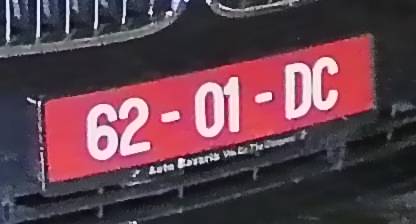 62 - 01 - DC
Auto Bavaria